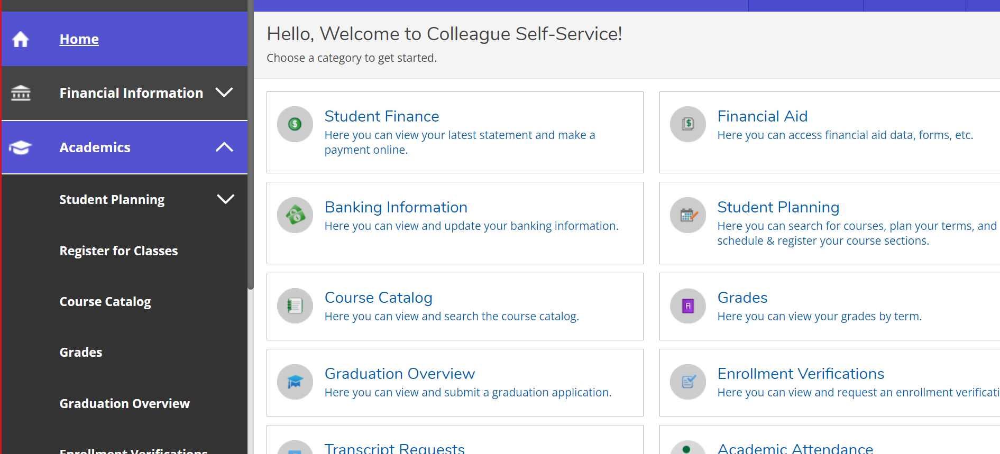 Home
Financial Information
Academics
Student Planning
Register for Classes
Course Catalog
Grades
Graduation Overview
Enrollment Verifications
Hello, Welcome to Colleague Self-Service!
Choose a category to get started.
Student Finance
Here you can view your latest statement and make a
payment online.
Financial Aid
Here you can access financial aid data, forms, etc.
Banking Information
Here you can view and update your banking information.
Student Planning
Here you can search for courses, plan your terms, and
schedule & register your course sections.
Course Catalog
Here you can view and search the course catalog.
Grades
Here you can view your grades by term.
Graduation Overview
Here you can view and submit a graduation application.
Enrollment Verifications
Here you can view and request an enrollment verificati
Transcript Requests
Academic Attendance